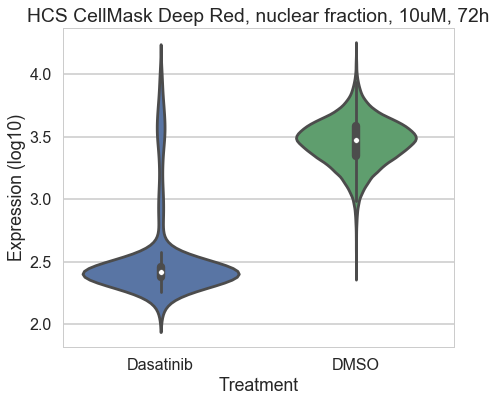 HCS CellMask Deep Red, nuclear fraction, 10uM, 72h
4.0
3.5
3.0
2.5
2.0
Expression (log10)
Dasatinib DMSO
Treatment